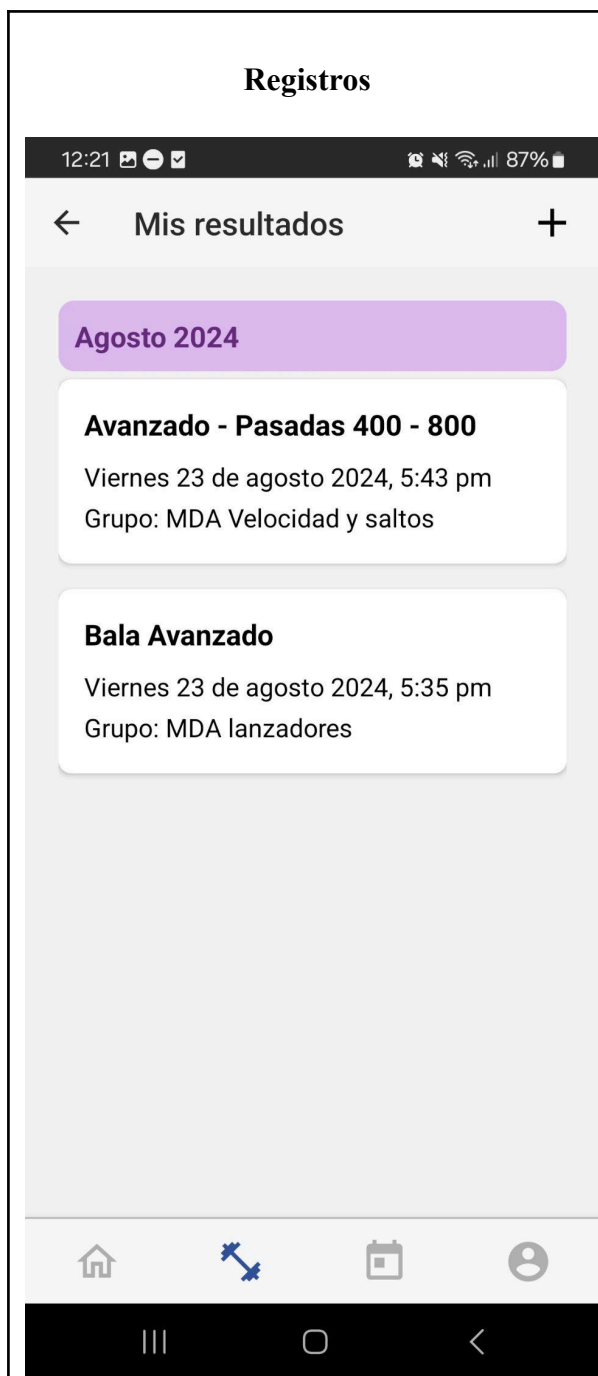 Registros
12:21 87%
Mis resultados
Agosto 2024
Avanzado - Pasadas 400 - 800
Viernes 23 de agosto 2024, 5:43 pm
Grupo: MDA Velocidad y saltos
Bala Avanzado
Viernes 23 de agosto 2024, 5:35 pm
Grupo: MDA lanzadores